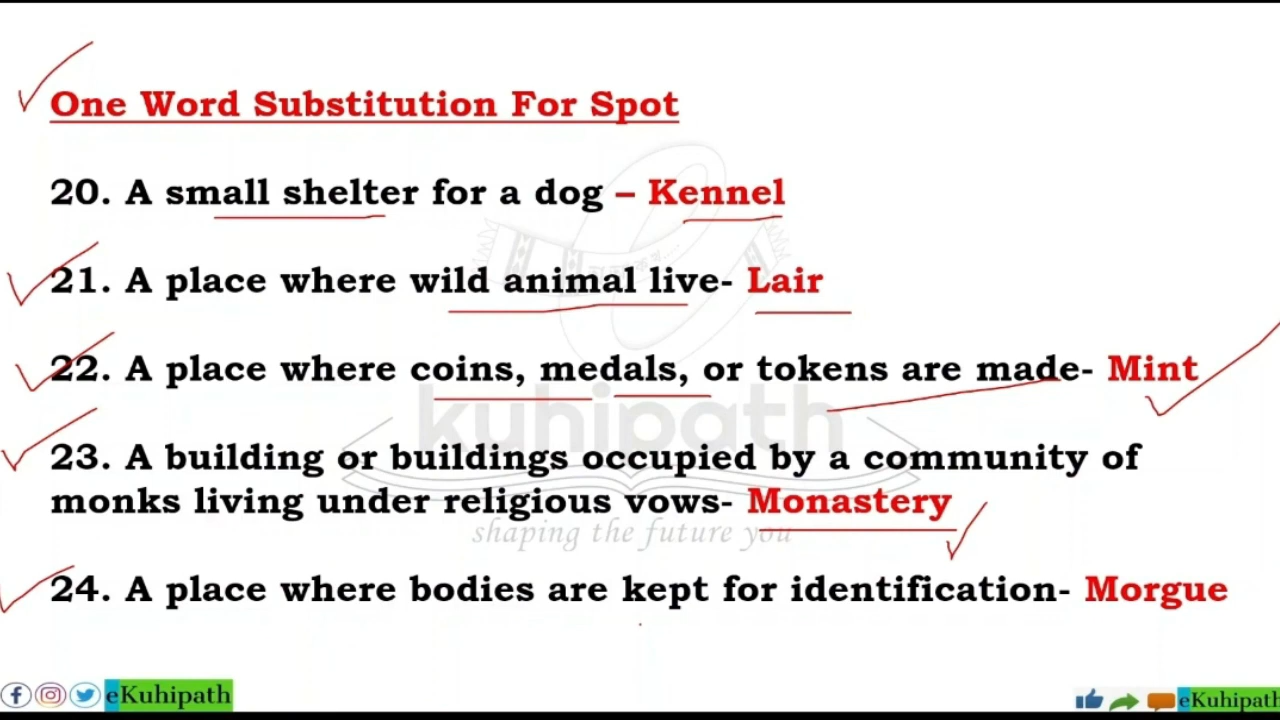 One Word Substitution For Spot
20. A small shelter for a dog – Kennel
21. A place where wild animal live- Lair
22. A place where coins, medals, or tokens are made- Mint
23. A building or buildings occupied by a community of
monks living under religious vows- Monastery
24. A place where bodies are kept for identification- Morgue
kuhipath
shaping the future you
eKuhipath
eKuhipath